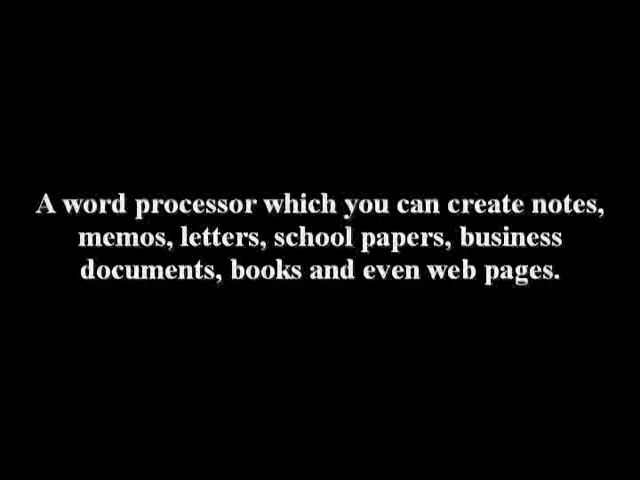 A word processor which you can create notes,
memos, letters, school papers, business
documents, books and even web pages.